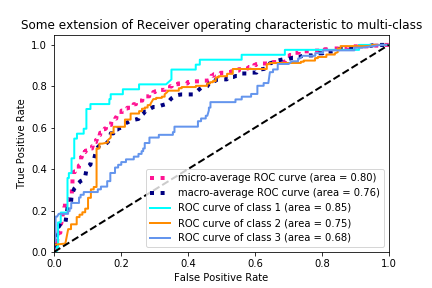 Some extension of Receiver operating characteristic to multi-class
1.0
0.8
0.6
0.4
0.2
0.0
True Positive Rate
micro-average ROC curve (area = 0.80)
macro-average ROC curve (area = 0.76)
ROC curve of class 1 (area = 0.85)
ROC curve of class 2 (area = 0.75)
ROC curve of class 3 (area = 0.68)
0.0 0.2 0.4 0.6 0.8 1.0
False Positive Rate